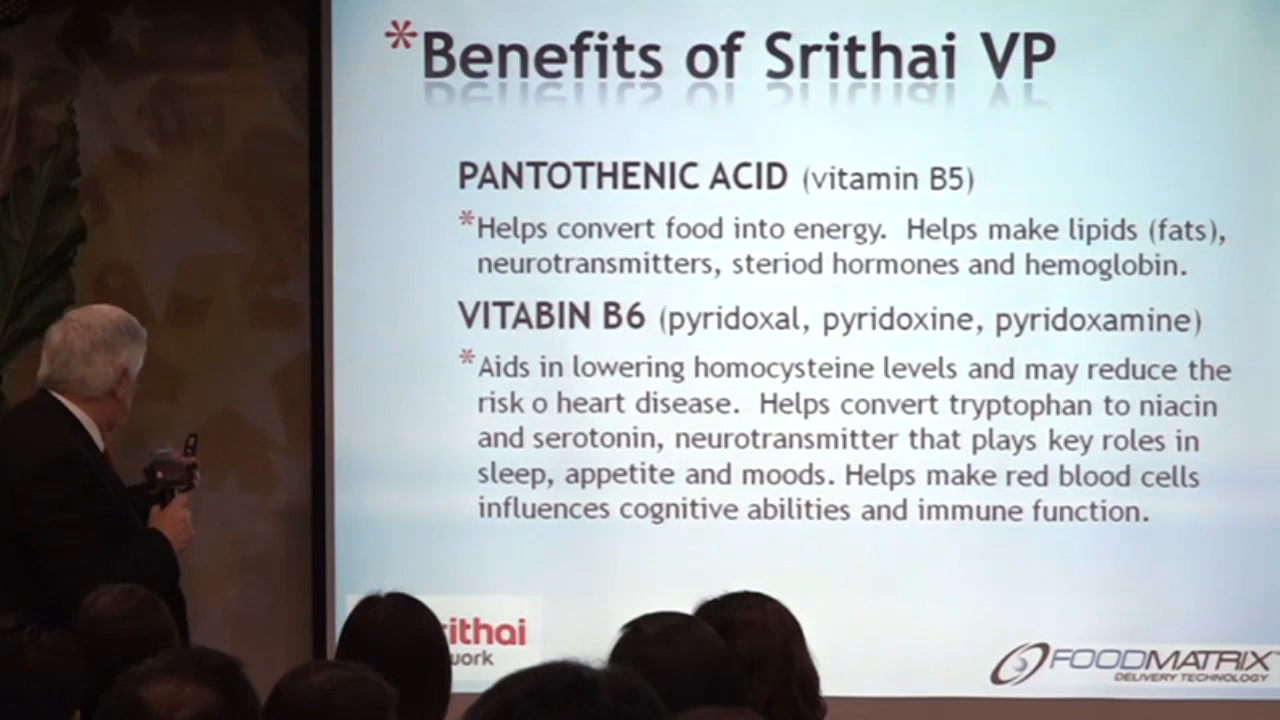 *Benefits of Srithai VP
PANTOTHENIC ACID (vitamin B5)
*Helps convert food into energy. Helps make lipids (fats),
neurotransmitters, steriod hormones and hemoglobin.
VITABIN B6 (pyridoxal, pyridoxine, pyridoxamine)
*Aids in lowering homocysteine levels and may reduce the
risk o heart disease. Helps convert tryptophan to niacin
and serotonin, neurotransmitter that plays key roles in
sleep, appetite and moods. Helps make red blood cells
influences cognitive abilities and immune function.
ithai
work
FOODMATRIX™
DELIVERY TECHNOLOGY